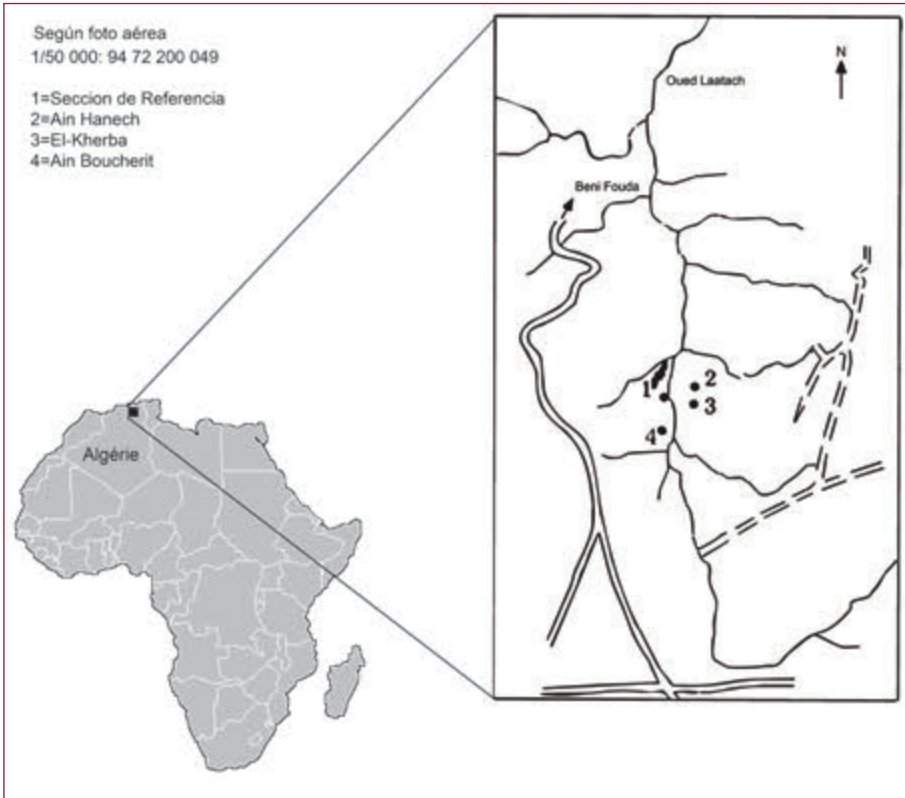 Según foto aérea
1/50 000: 94 72 200 049
1=Seccion de Referencia
2=Ain Hanech
3=El-Kherba
4=Ain Boucherit
Algérie
N
Oued Laatach
Beni Fouda
1
2
3
4